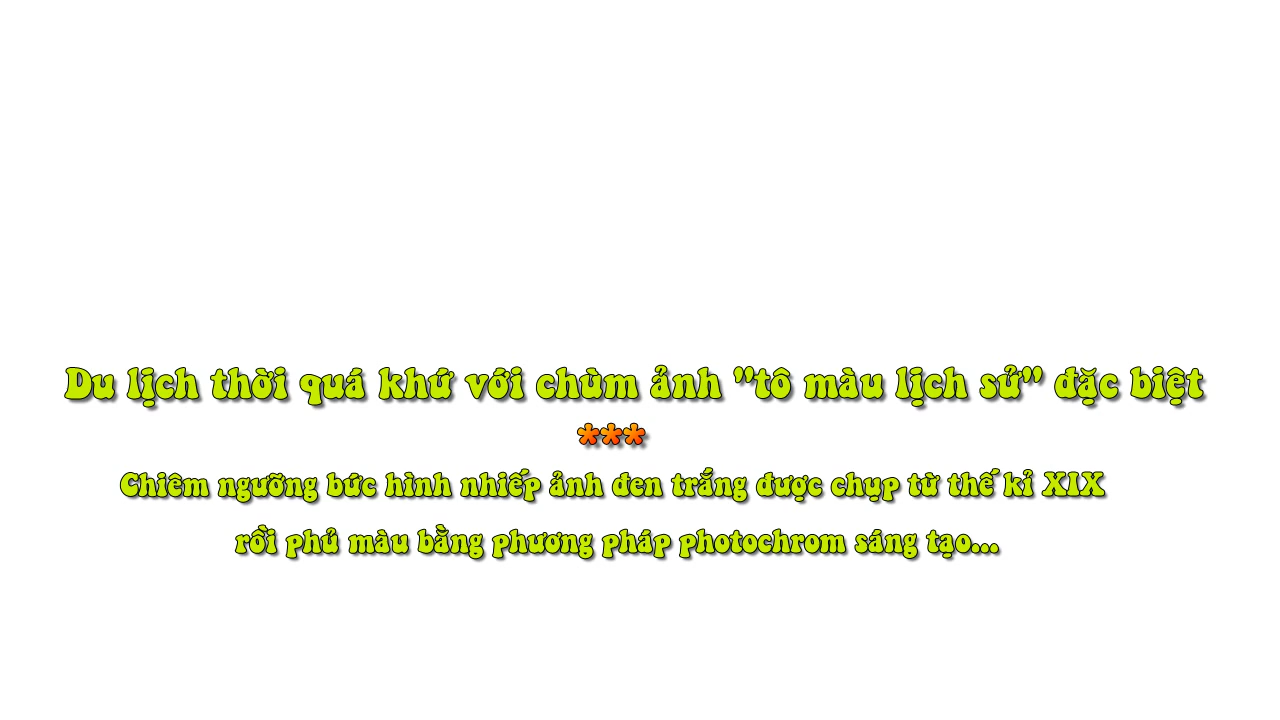 Du lịch thời quá khứ với chùm ảnh "tô màu lịch sử" đặc biệt
***
Chiêm ngưỡng bức hình nhiếp ảnh đen trắng được chụp từ thế kỉ XIX
rồi phủ màu bằng phương pháp photochrom sáng tạo...